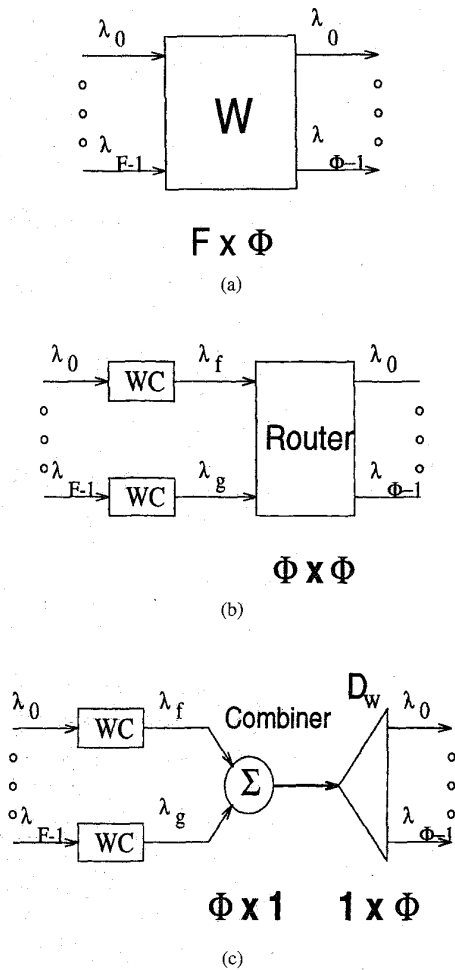 λ0 λ0
W
λF-1 λΦ-1
F x Φ
(a)
λ0 WC λf λ0
Router
λF-1 WC λg λΦ-1
Φ x Φ
(b)
λ0 WC λf Combiner DW λ0
Σ
λF-1 WC λg λΦ-1
Φ x 1 1 x Φ
(c)